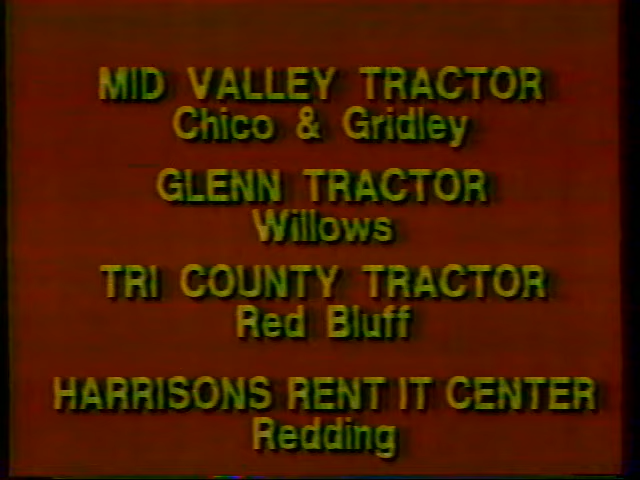 MID VALLEY TRACTOR
Chico & Gridley
GLENN TRACTOR
Willows
TRI COUNTY TRACTOR
Red Bluff
HARRISONS RENT IT CENTER
Redding